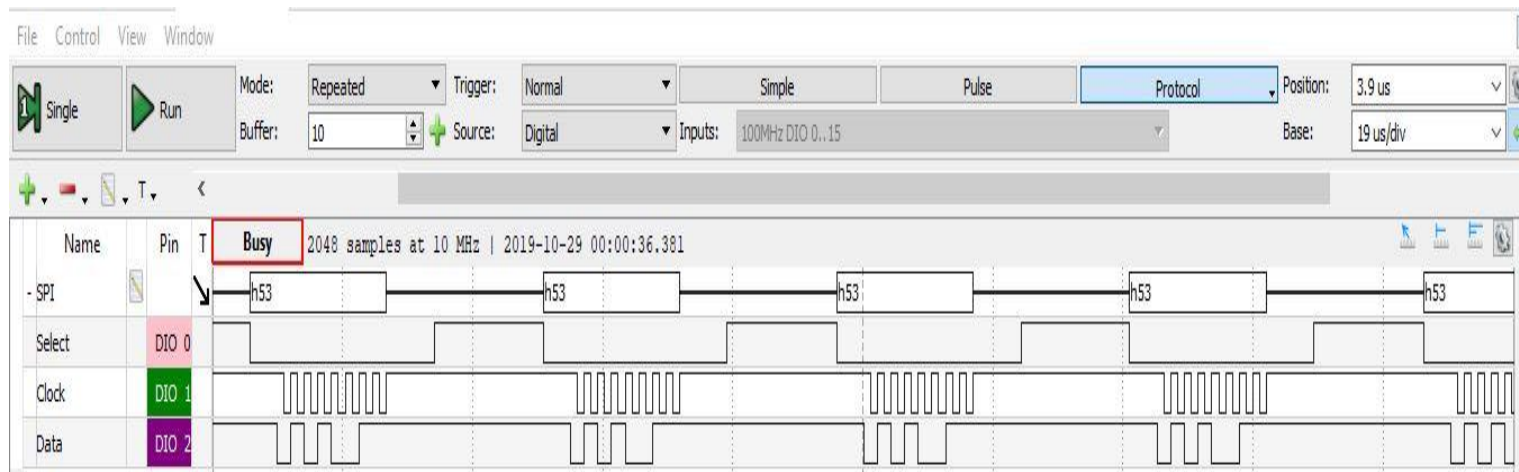 File Control View Window
1 Single Run Mode: Repeated Trigger: Normal Simple Pulse Protocol Position: 3.9 us
Buffer: 10 Source: Digital Inputs: 100MHz DIO 0..15 Base: 19 us/div
T
Name Pin T Busy 2048 samples at 10 MHz | 2019-10-29 00:00:36.381
- SPI h53 h53 h53 h53 h53
Select DIO 0
Clock DIO 1
Data DIO 2